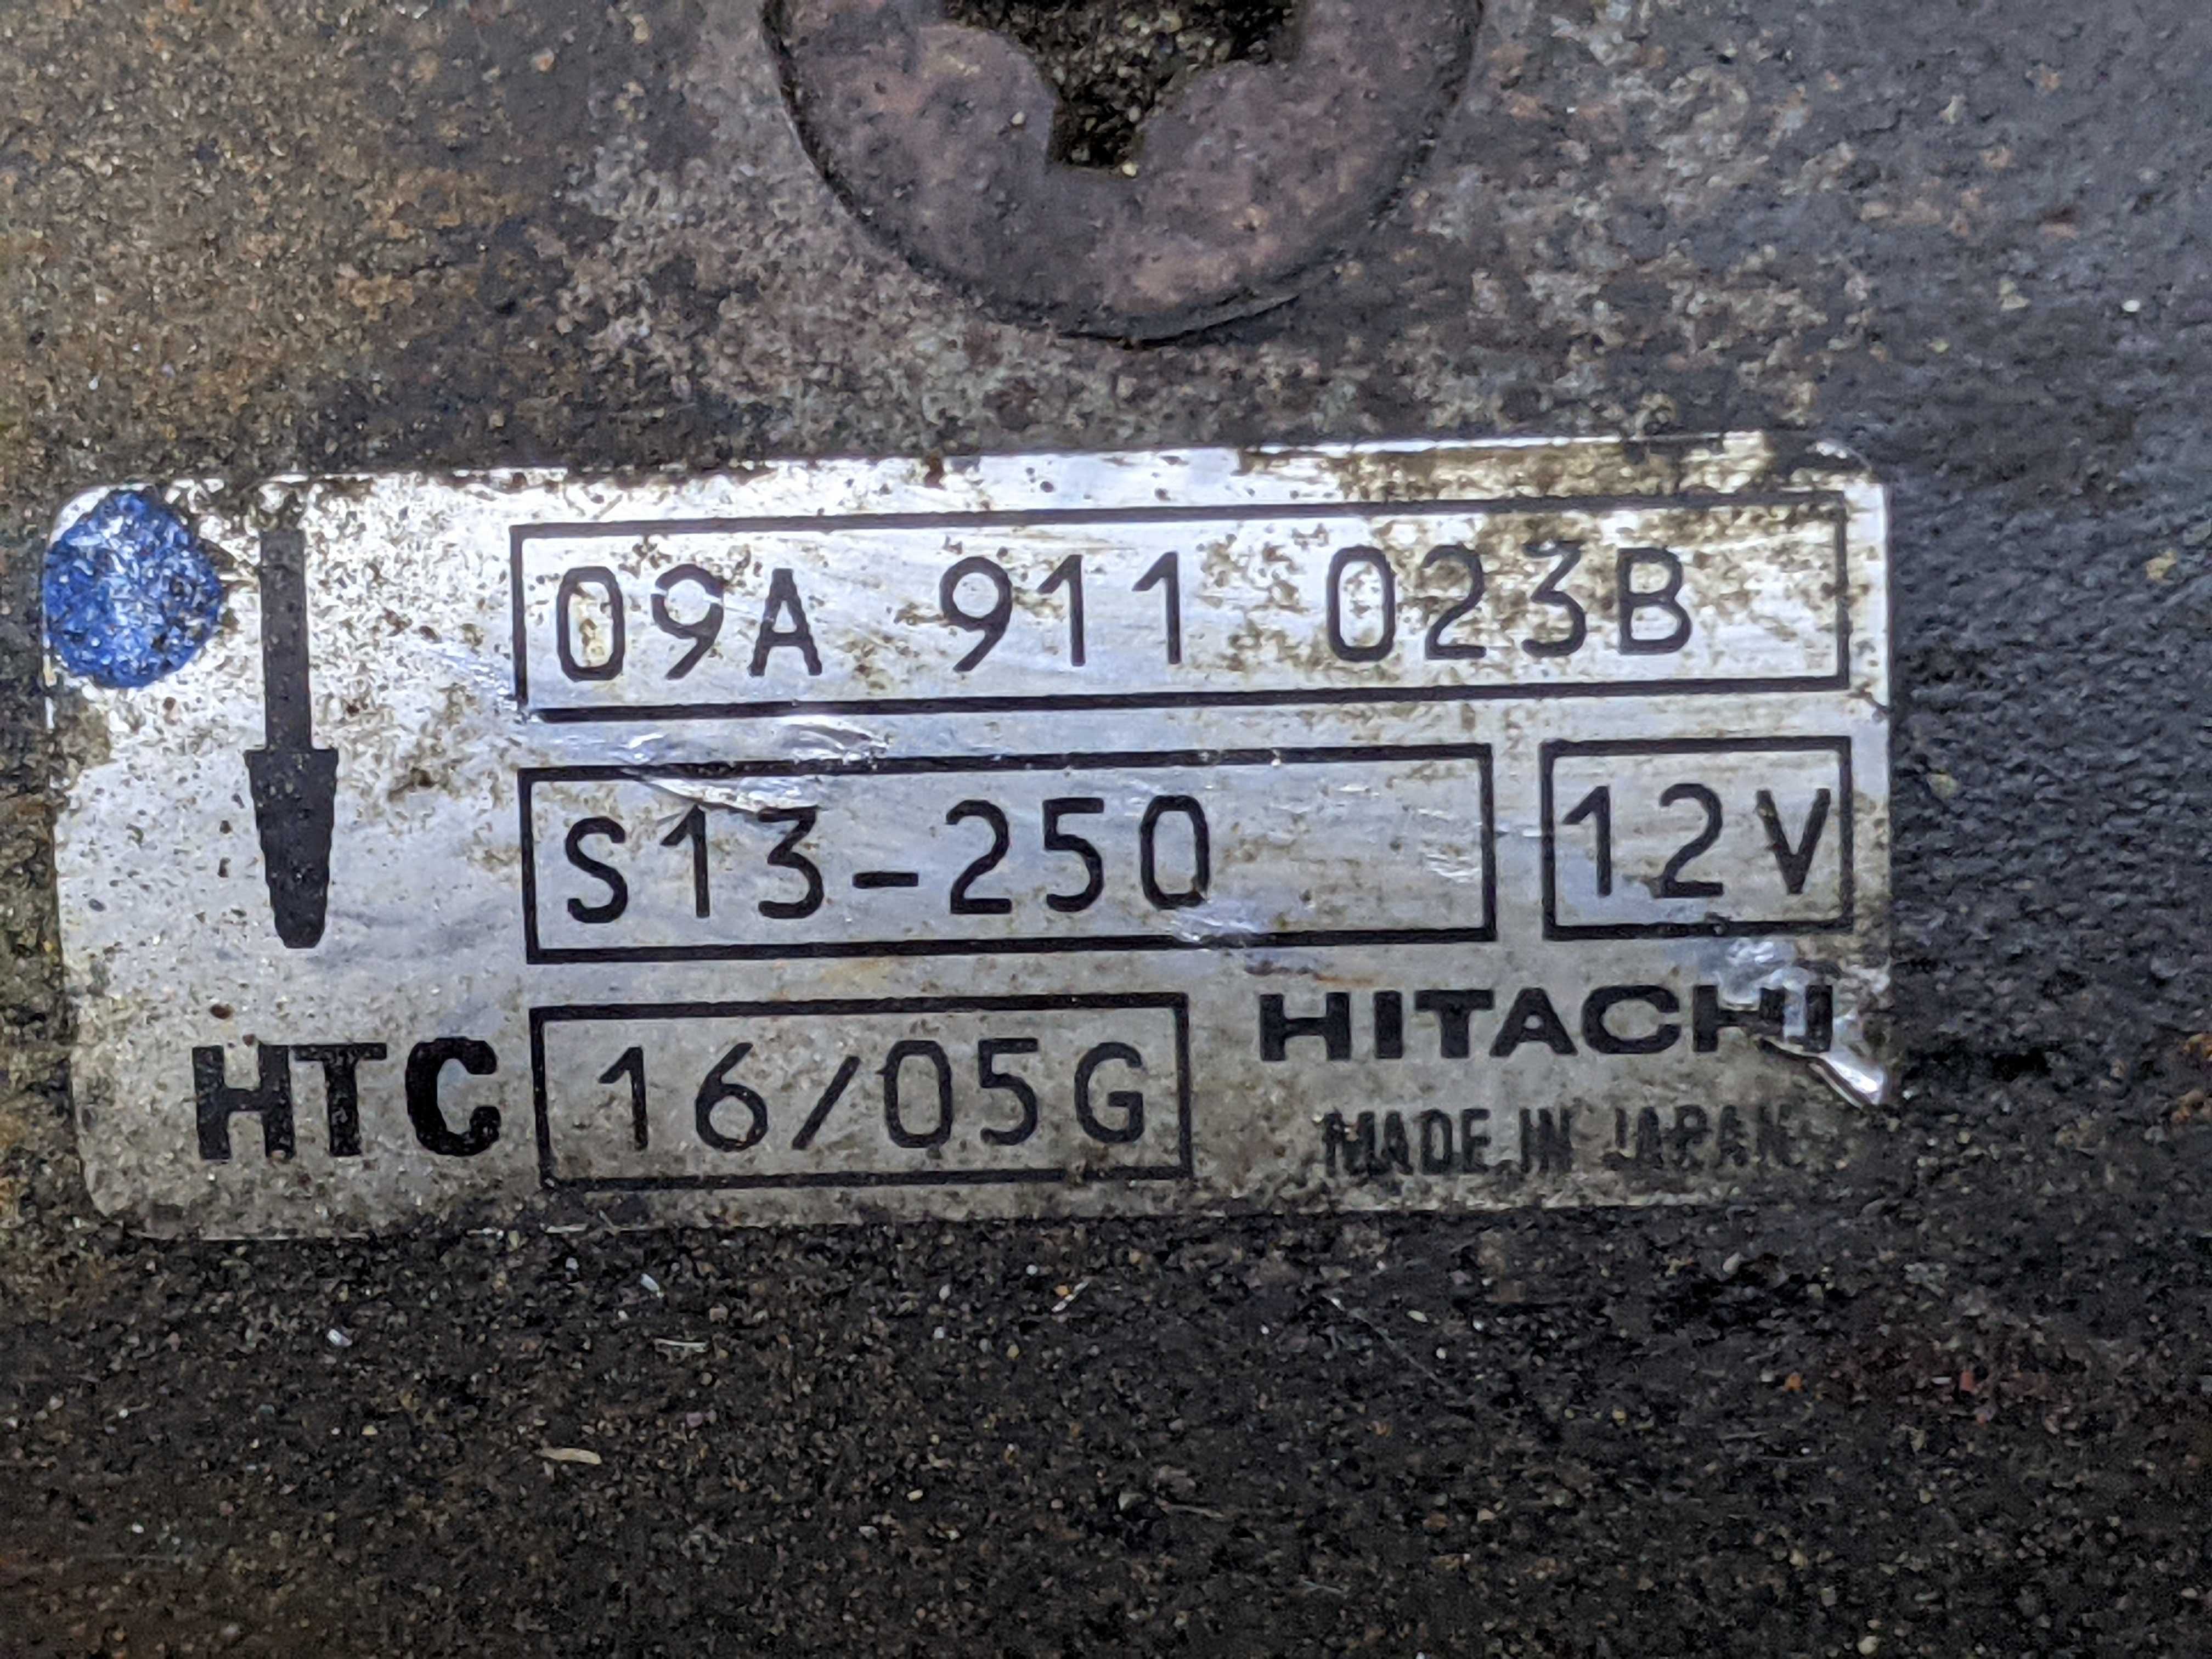 09A 911 023B
S13-250 12V
HTC 16/05G HITACHI
MADE IN JAPAN